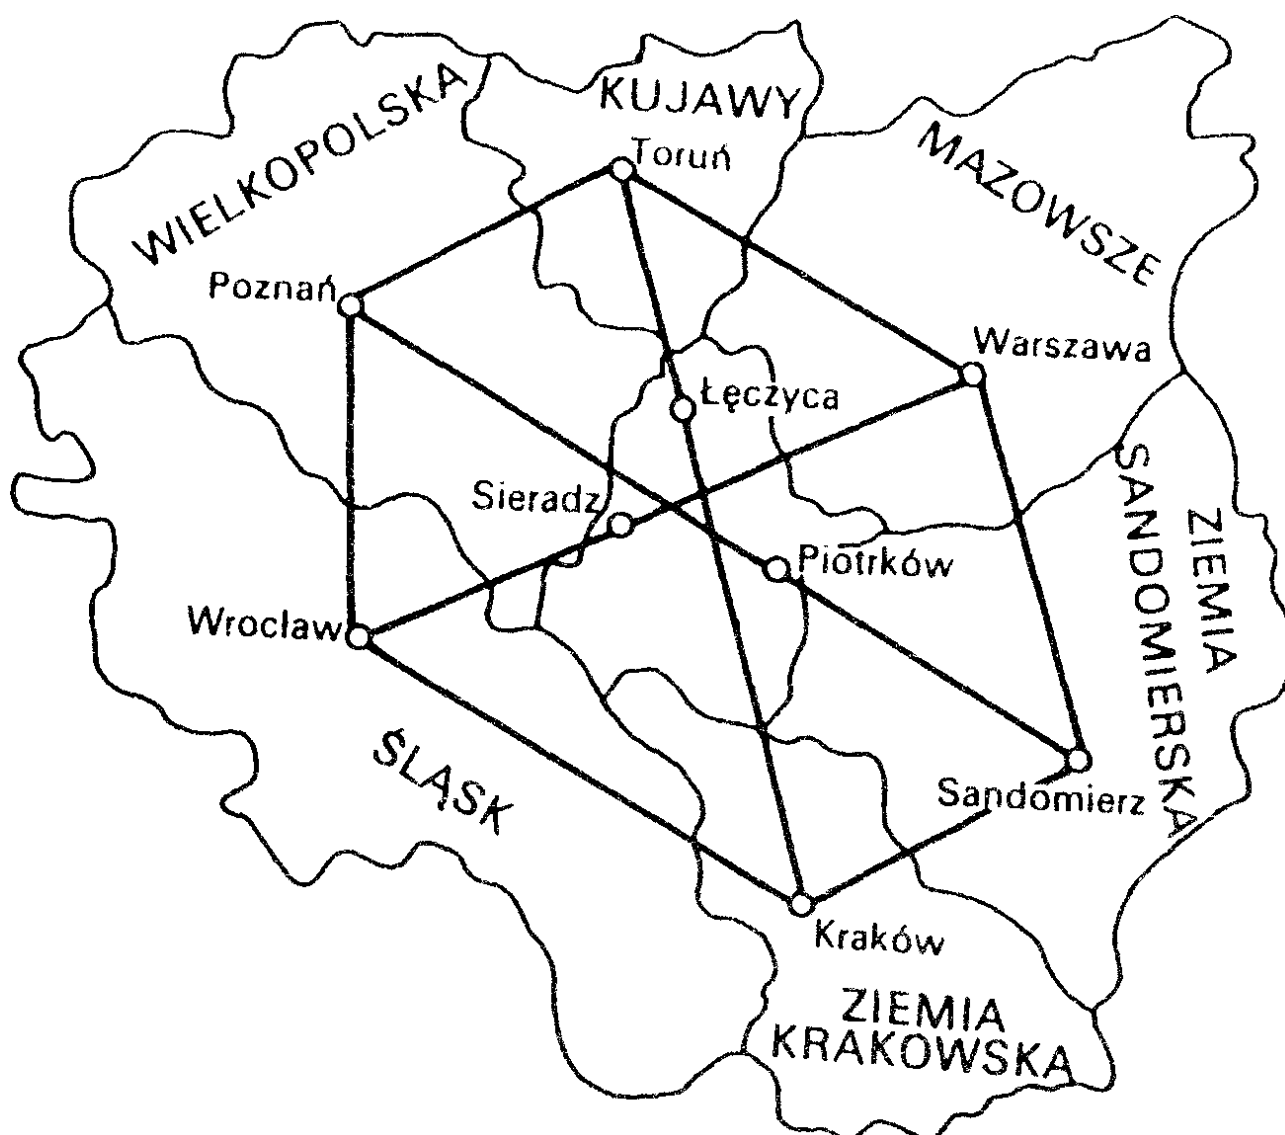 WIELKOPOLSKA
KUJAWY
Toruń
MAZOWSZE
Poznań
Warszawa
Łęczyca
Sieradz
Piotrków
ZIEMIA
SANDOMIERSKA
Wrocław
ŚLĄSK
Sandomierz
Kraków
ZIEMIA
KRAKOWSKA